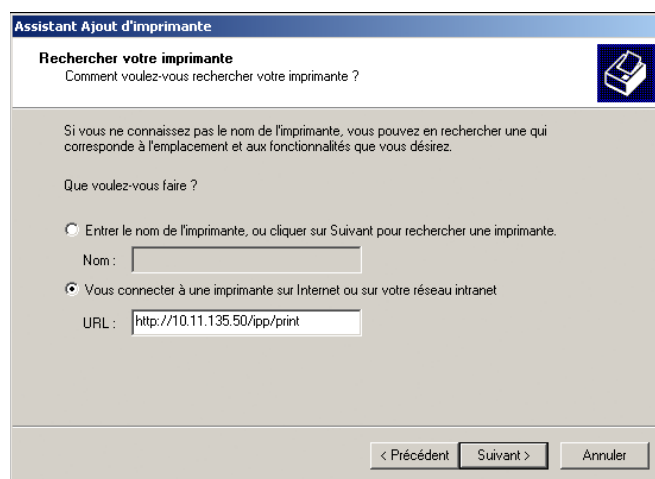 Assistant Ajout d'imprimante
Rechercher votre imprimante
Comment voulez-vous rechercher votre imprimante ?
Si vous ne connaissez pas le nom de l'imprimante, vous pouvez en rechercher une qui
corresponde à l'emplacement et aux fonctionnalités que vous désirez.
Que voulez-vous faire ?
Entrer le nom de l'imprimante, ou cliquer sur Suivant pour rechercher une imprimante.
Nom :
Vous connecter à une imprimante sur Internet ou sur votre réseau intranet
URL : http://10.11.135.50/ipp/print
< Précédent Suivant > Annuler